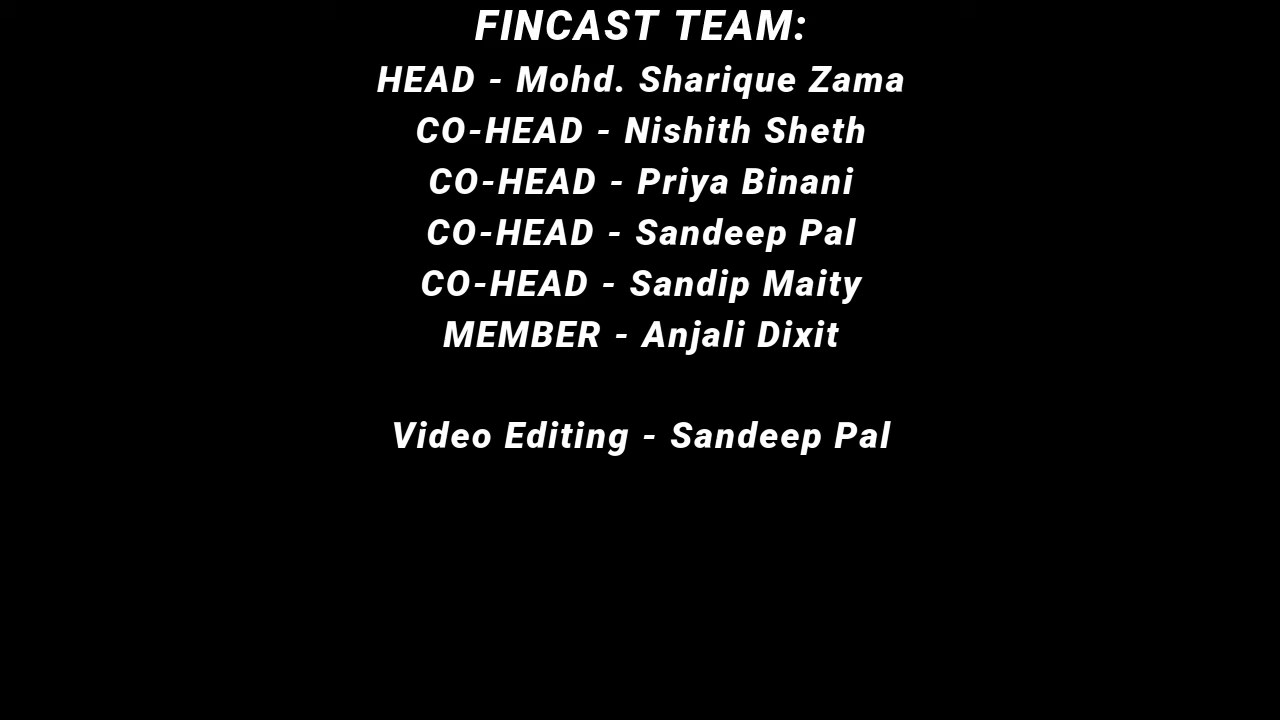 FINCAST TEAM:
HEAD - Mohd. Sharique Zama
CO-HEAD - Nishith Sheth
CO-HEAD - Priya Binani
CO-HEAD - Sandeep Pal
CO-HEAD - Sandip Maity
MEMBER - Anjali Dixit
Video Editing - Sandeep Pal